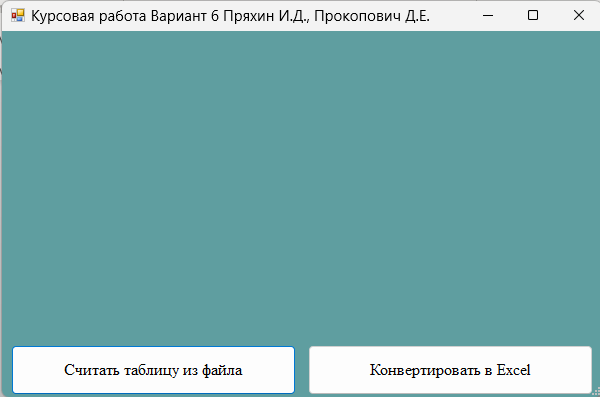 Курсовая работа Вариант 6 Пряхин И.Д., Прокопович Д.Е.
Считать таблицу из файла
Конвертировать в Excel